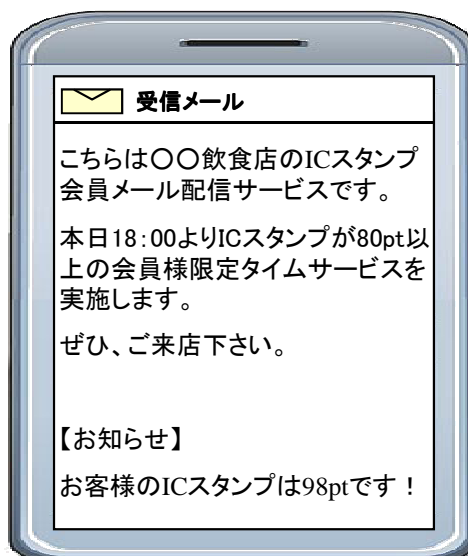 受信メール
こちらは〇〇飲食店のICスタンプ
会員メール配信サービスです。
本日18:00よりICスタンプが80pt以
上の会員様限定タイムサービスを
実施します。
ぜひ、ご来店下さい。
【お知らせ】
お客様のICスタンプは98ptです！